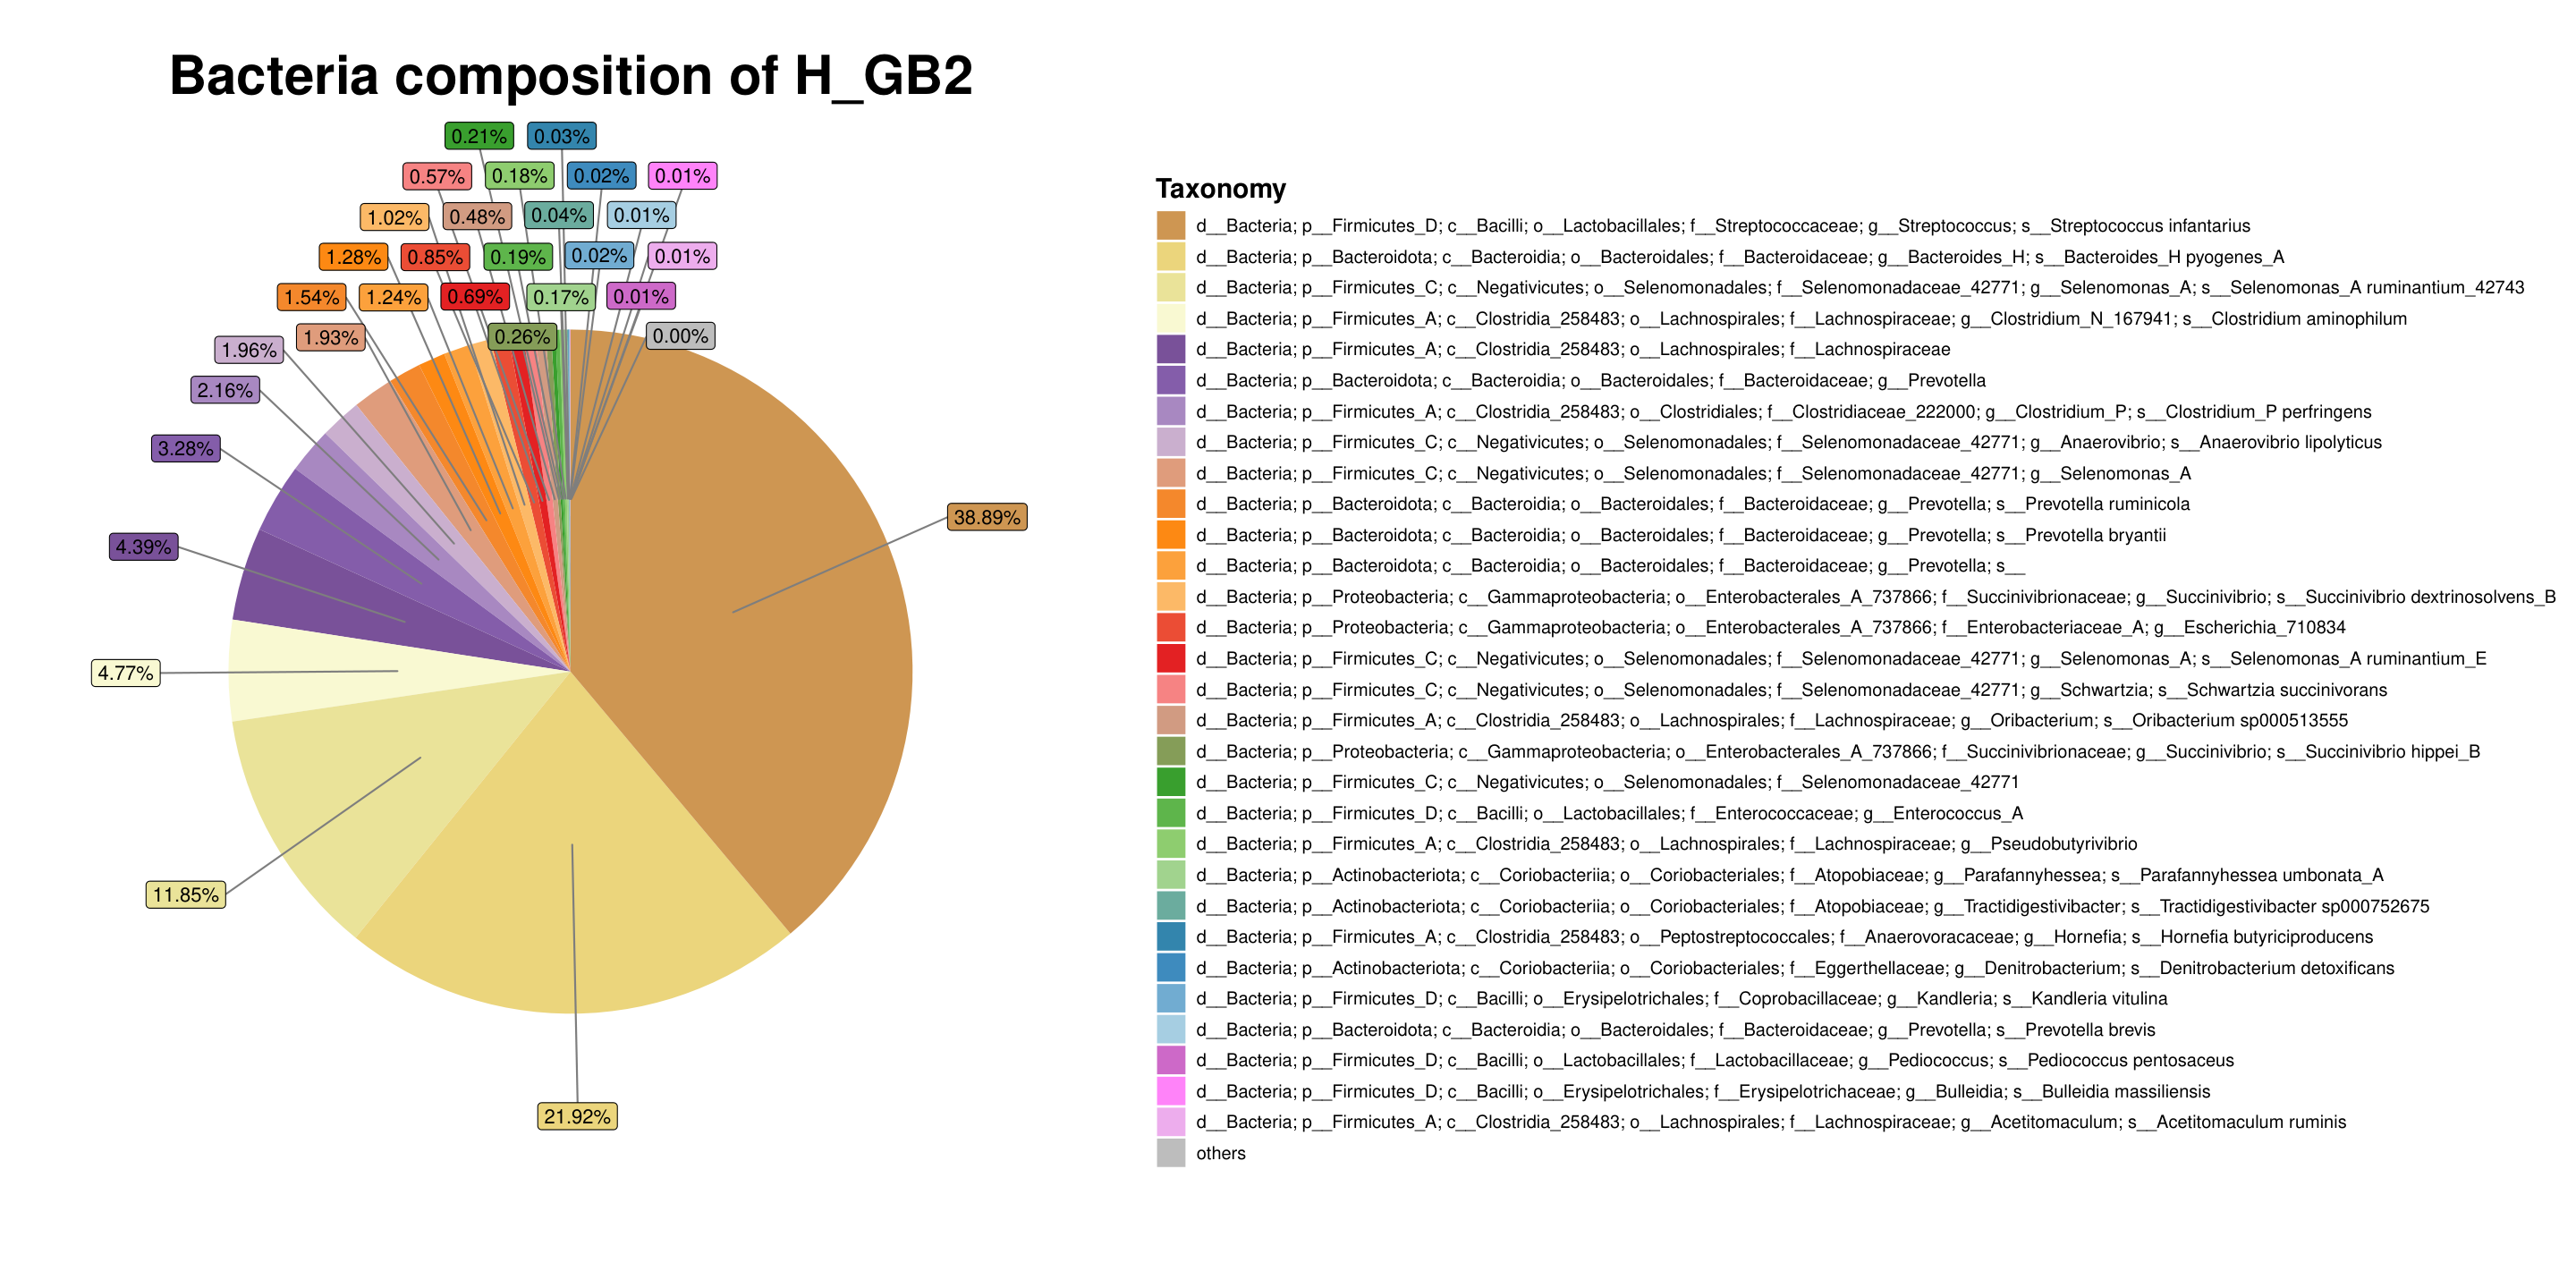 Bacteria composition of H_GB2
0.21%
0.03%
0.57%
0.18%
0.02%
0.01%
1.02%
0.48%
0.04%
0.01%
1.28%
0.85%
0.19%
0.02%
0.01%
1.54%
1.24%
0.69%
0.17%
0.01%
1.93%
0.26%
0.00%
1.96%
2.16%
3.28%
38.89%
4.39%
4.77%
11.85%
21.92%
Taxonomy
d__Bacteria; p__Firmicutes_D; c__Bacilli; o__Lactobacillales; f__Streptococcaceae; g__Streptococcus; s__Streptococcus infantarius
d__Bacteria; p__Bacteroidota; c__Bacteroidia; o__Bacteroidales; f__Bacteroidaceae; g__Bacteroides_H; s__Bacteroides_H pyogenes_A
d__Bacteria; p__Firmicutes_C; c__Negativicutes; o__Selenomonadales; f__Selenomonadaceae_42771; g__Selenomonas_A; s__Selenomonas_A ruminantium_42743
d__Bacteria; p__Firmicutes_A; c__Clostridia_258483; o__Lachnospirales; f__Lachnospiraceae; g__Clostridium_N_167941; s__Clostridium aminophilum
d__Bacteria; p__Firmicutes_A; c__Clostridia_258483; o__Lachnospirales; f__Lachnospiraceae
d__Bacteria; p__Bacteroidota; c__Bacteroidia; o__Bacteroidales; f__Bacteroidaceae; g__Prevotella
d__Bacteria; p__Firmicutes_A; c__Clostridia_258483; o__Clostridiales; f__Clostridiaceae_222000; g__Clostridium_P; s__Clostridium_P perfringens
d__Bacteria; p__Firmicutes_C; c__Negativicutes; o__Selenomonadales; f__Selenomonadaceae_42771; g__Anaerovibrio; s__Anaerovibrio lipolyticus
d__Bacteria; p__Firmicutes_C; c__Negativicutes; o__Selenomonadales; f__Selenomonadaceae_42771; g__Selenomonas_A
d__Bacteria; p__Bacteroidota; c__Bacteroidia; o__Bacteroidales; f__Bacteroidaceae; g__Prevotella; s__Prevotella ruminicola
d__Bacteria; p__Bacteroidota; c__Bacteroidia; o__Bacteroidales; f__Bacteroidaceae; g__Prevotella; s__Prevotella bryantii
d__Bacteria; p__Bacteroidota; c__Bacteroidia; o__Bacteroidales; f__Bacteroidaceae; g__Prevotella; s__
d__Bacteria; p__Proteobacteria; c__Gammaproteobacteria; o__Enterobacterales_A_737866; f__Succinivibrionaceae; g__Succinivibrio; s__Succinivibrio dextrinosolvens_B
d__Bacteria; p__Proteobacteria; c__Gammaproteobacteria; o__Enterobacterales_A_737866; f__Enterobacteriaceae_A; g__Escherichia_710834
d__Bacteria; p__Firmicutes_C; c__Negativicutes; o__Selenomonadales; f__Selenomonadaceae_42771; g__Selenomonas_A; s__Selenomonas_A ruminantium_E
d__Bacteria; p__Firmicutes_C; c__Negativicutes; o__Selenomonadales; f__Selenomonadaceae_42771; g__Schwartzia; s__Schwartzia succinivorans
d__Bacteria; p__Firmicutes_A; c__Clostridia_258483; o__Lachnospirales; f__Lachnospiraceae; g__Oribacterium; s__Oribacterium sp000513555
d__Bacteria; p__Proteobacteria; c__Gammaproteobacteria; o__Enterobacterales_A_737866; f__Succinivibrionaceae; g__Succinivibrio; s__Succinivibrio hippei_B
d__Bacteria; p__Firmicutes_C; c__Negativicutes; o__Selenomonadales; f__Selenomonadaceae_42771
d__Bacteria; p__Firmicutes_D; c__Bacilli; o__Lactobacillales; f__Enterococcaceae; g__Enterococcus_A
d__Bacteria; p__Firmicutes_A; c__Clostridia_258483; o__Lachnospirales; f__Lachnospiraceae; g__Pseudobutyrivibrio
d__Bacteria; p__Actinobacteriota; c__Coriobacteriia; o__Coriobacteriales; f__Atopobiaceae; g__Parafannyhessea; s__Parafannyhessea umbonata_A
d__Bacteria; p__Actinobacteriota; c__Coriobacteriia; o__Coriobacteriales; f__Atopobiaceae; g__Tractidigestivibacter; s__Tractidigestivibacter sp000752675
d__Bacteria; p__Firmicutes_A; c__Clostridia_258483; o__Peptostreptococcales; f__Anaerovoracaceae; g__Hornefia; s__Hornefia butyriciproducens
d__Bacteria; p__Actinobacteriota; c__Coriobacteriia; o__Coriobacteriales; f__Eggerthellaceae; g__Denitrobacterium; s__Denitrobacterium detoxificans
d__Bacteria; p__Firmicutes_D; c__Bacilli; o__Erysipelotrichales; f__Coprobacillaceae; g__Kandleria; s__Kandleria vitulina
d__Bacteria; p__Bacteroidota; c__Bacteroidia; o__Bacteroidales; f__Bacteroidaceae; g__Prevotella; s__Prevotella brevis
d__Bacteria; p__Firmicutes_D; c__Bacilli; o__Lactobacillales; f__Lactobacillaceae; g__Pediococcus; s__Pediococcus pentosaceus
d__Bacteria; p__Firmicutes_D; c__Bacilli; o__Erysipelotrichales; f__Erysipelotrichaceae; g__Bulleidia; s__Bulleidia massiliensis
d__Bacteria; p__Firmicutes_A; c__Clostridia_258483; o__Lachnospirales; f__Lachnospiraceae; g__Acetitomaculum; s__Acetitomaculum ruminis
others